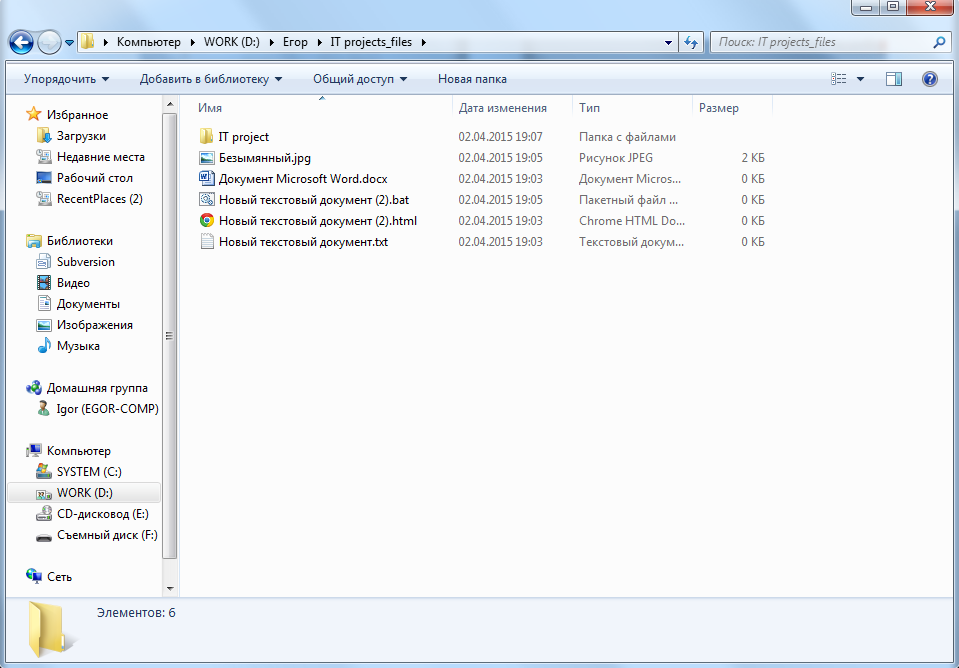 Компьютер WORK (D:) Егор IT projects_files Поиск: IT projects_files
Упорядочить Добавить в библиотеку Общий доступ Новая папка
Имя Дата изменения Тип Размер
Избранное
Загрузки
Недавние места
Рабочий стол
RecentPlaces (2)
Библиотеки
Subversion
Видео
Документы
Изображения
Музыка
Домашняя группа
Igor (EGOR-COMP)
Компьютер
SYSTEM (C:)
WORK (D:)
CD-дисковод (E:)
Съемный диск (F:)
Сеть
IT project 02.04.2015 19:07 Папка с файлами
Безымянный.jpg 02.04.2015 19:05 Рисунок JPEG 2 КБ
Документ Microsoft Word.docx 02.04.2015 19:03 Документ Micros... 0 КБ
Новый текстовый документ (2).bat 02.04.2015 19:05 Пакетный файл ... 0 КБ
Новый текстовый документ (2).html 02.04.2015 19:03 Chrome HTML Do... 0 КБ
Новый текстовый документ.txt 02.04.2015 19:03 Текстовый докум... 0 КБ
Элементов: 6